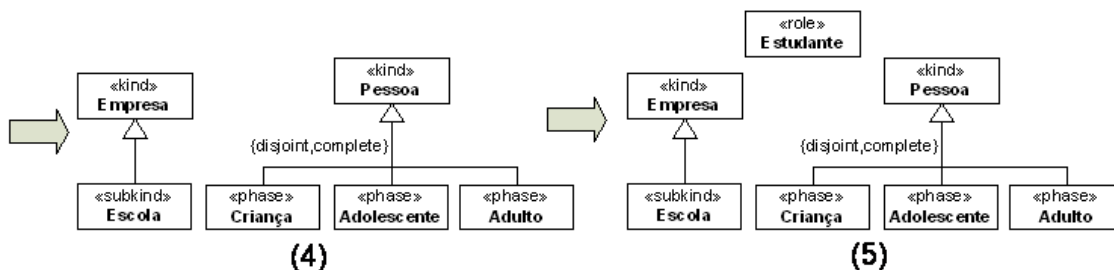 «kind»
Empresa
«subkind»
Escola
«kind»
Pessoa
{disjoint,complete}
«phase»
Criança
«phase»
Adolescente
«phase»
Adulto
(4)
«role»
Estudante
«kind»
Empresa
«subkind»
Escola
«kind»
Pessoa
{disjoint,complete}
«phase»
Criança
«phase»
Adolescente
«phase»
Adulto
(5)